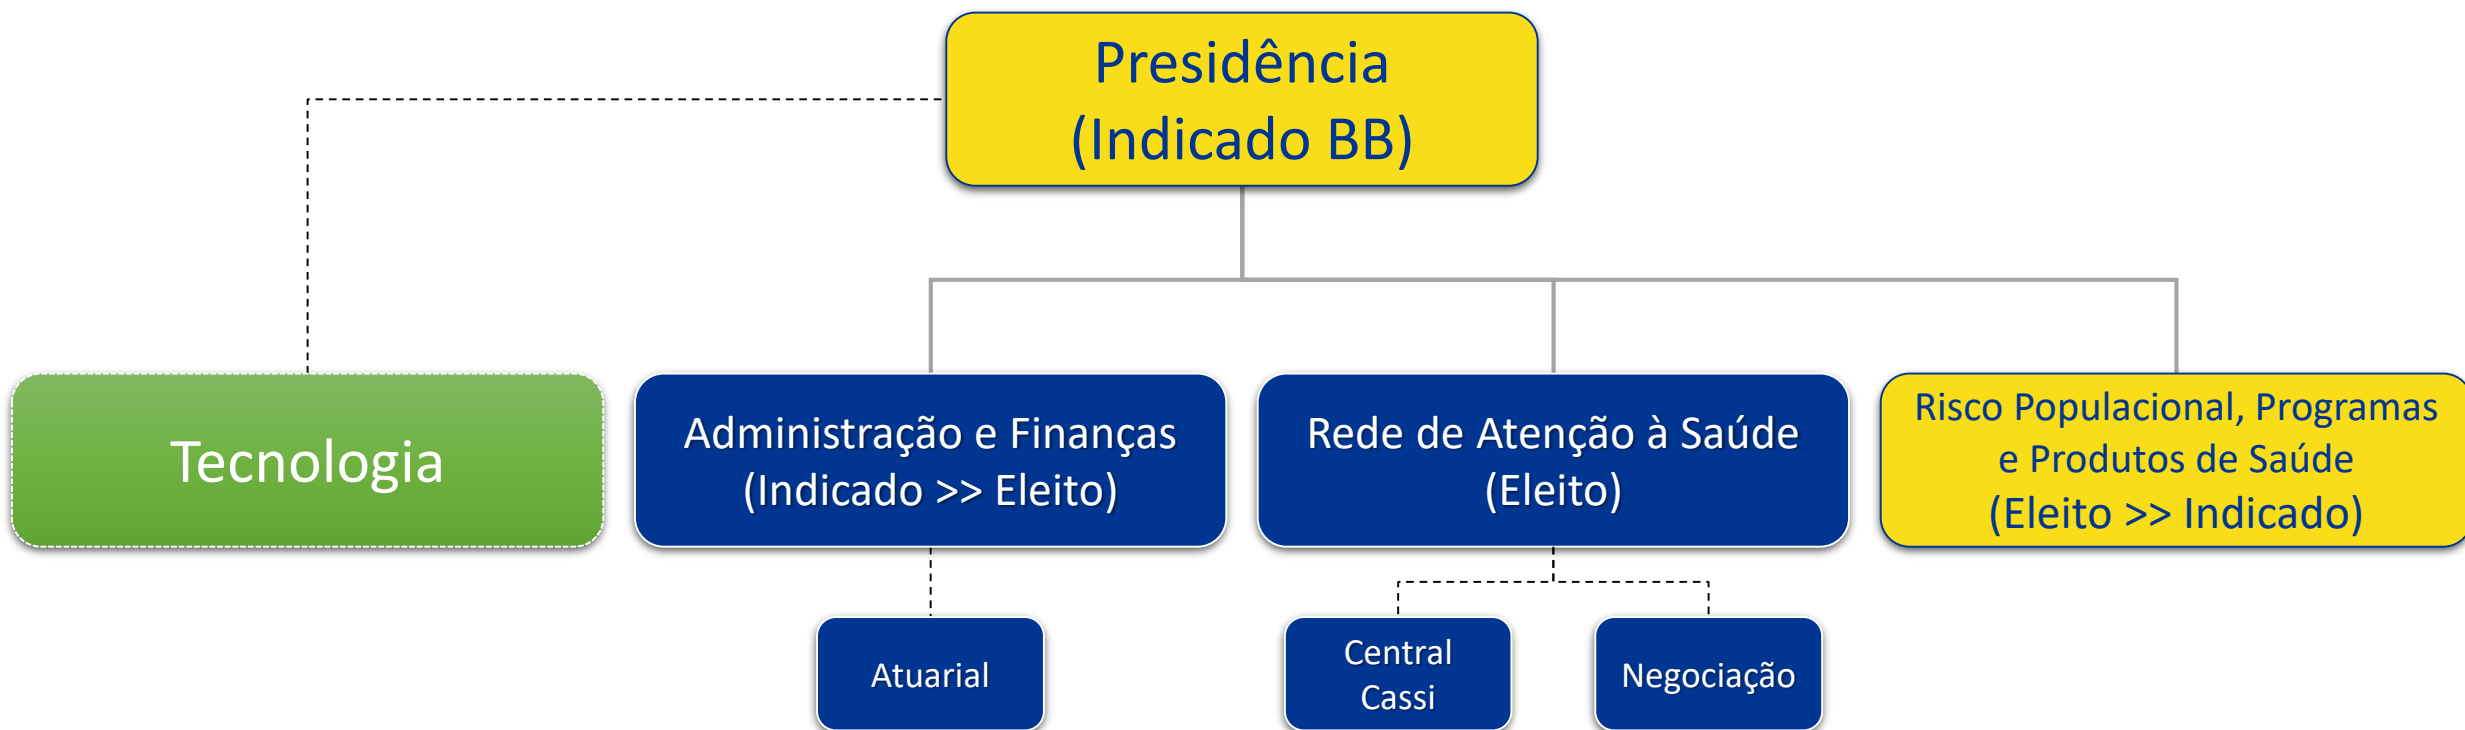 Presidência
(Indicado BB)
Tecnologia
Administração e Finanças
(Indicado >> Eleito)
Rede de Atenção à Saúde
(Eleito)
Risco Populacional, Programas
e Produtos de Saúde
(Eleito >> Indicado)
Atuarial
Central
Cassi
Negociação